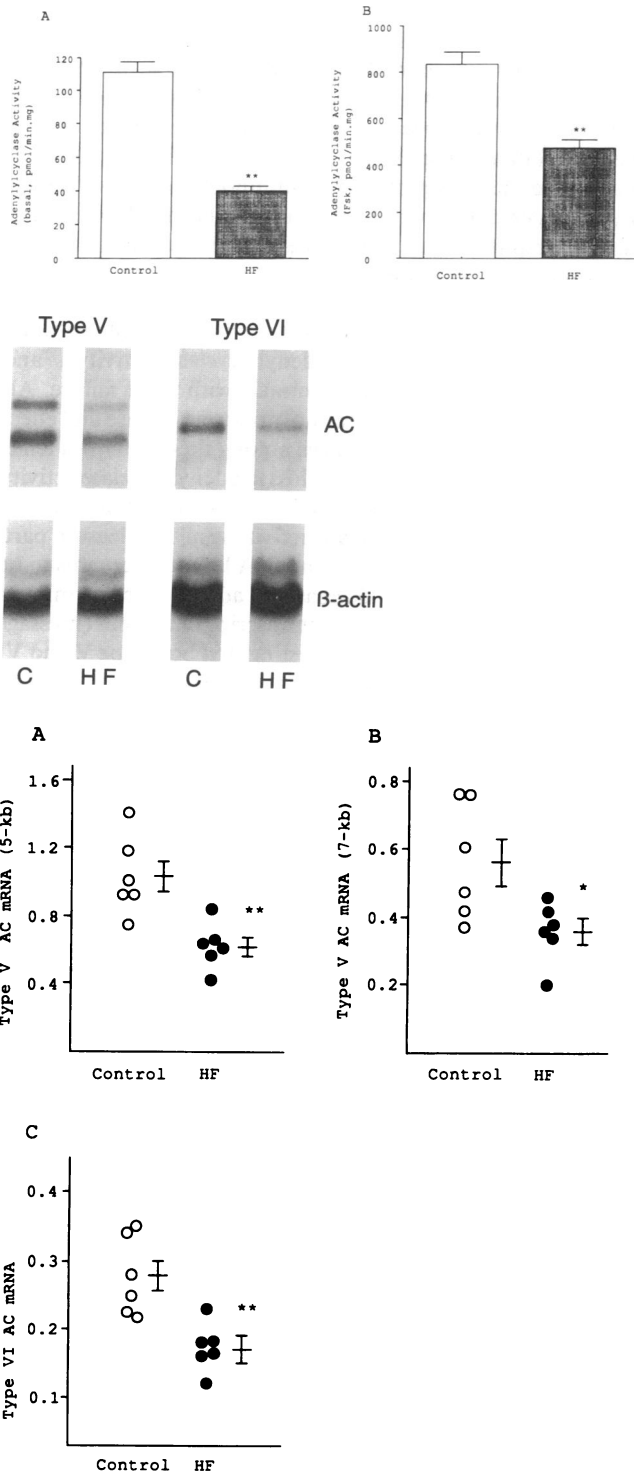 A
B
Adenylylcyclase Activity
(basal, pmol/min.mg)
120
100
80
60
40
20
0
**
Control
HF
Adenylylcyclase Activity
(Fsk, pmol/min.mg)
1000
800
600
400
200
0
**
Control
HF
Type V
Type VI
AC
ß-actin
C
HF
C
HF
A
Type V AC mRNA (5-kb)
1.6
1.2
0.8
0.4
**
Control
HF
B
Type V AC mRNA (7-kb)
0.8
0.6
0.4
0.2
*
Control
HF
C
Type VI AC mRNA
0.4
0.3
0.2
0.1
**
Control
HF